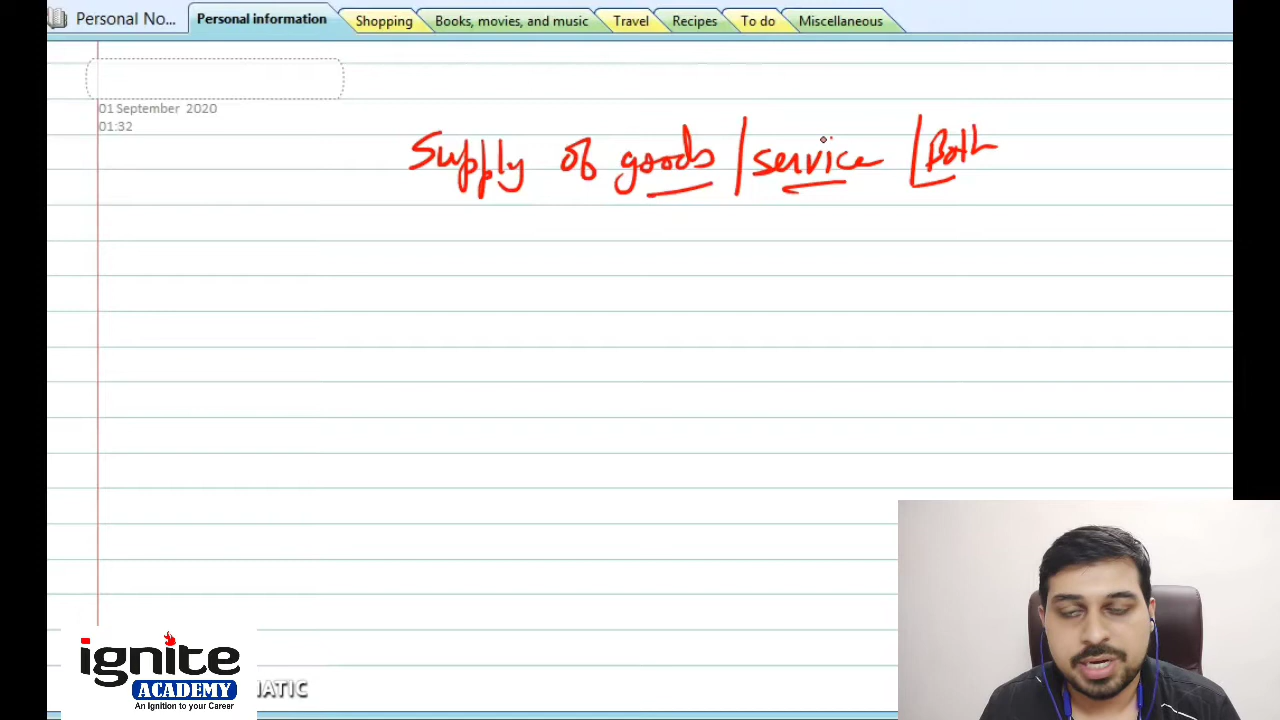 Personal No...
Personal information
Shopping
Books, movies, and music
Travel
Recipes
To do
Miscellaneous
01 September 2020
01:32
Supply of goods / service / Both
ignite
ACADEMY
An Ignition to your Career
MATIC